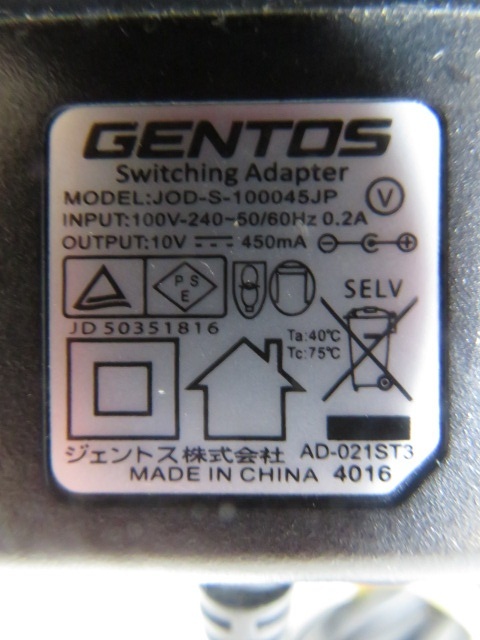 GENTOS
Switching Adapter
MODEL:JOD-S-100045JP
V
INPUT:100V-240~50/60Hz 0.2A
OUTPUT:10V ⎓ 450mA
PSE
SELV
JD 50351816
Ta:40℃
Tc:75℃
ジェントス株式会社 AD-021ST3
MADE IN CHINA 4016